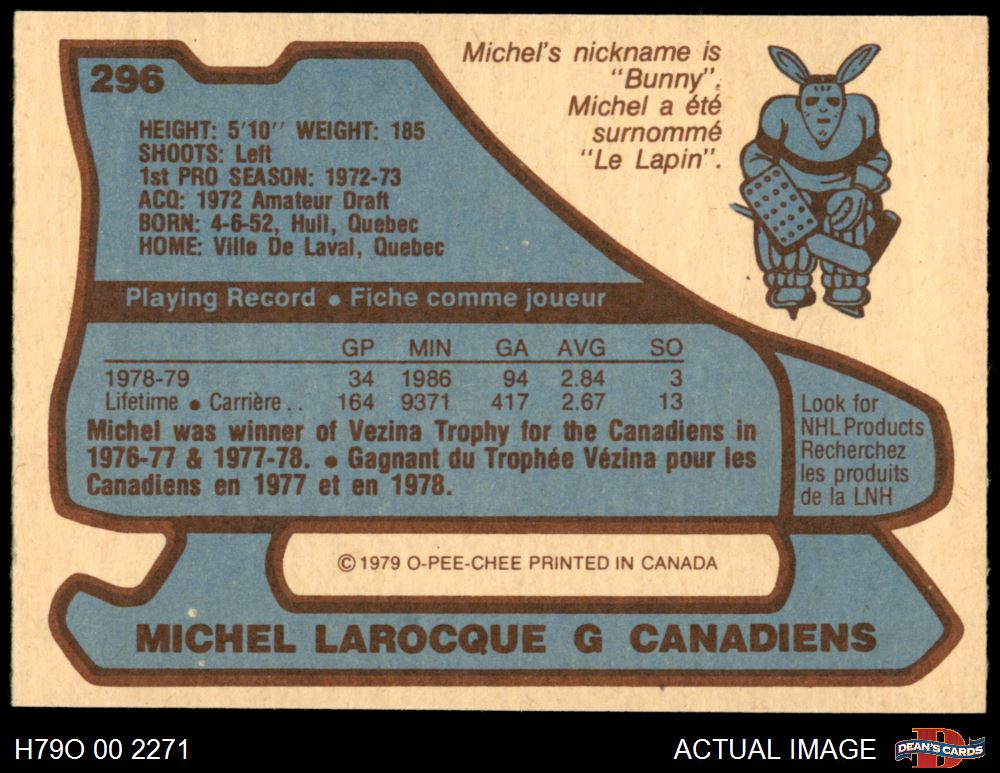 296
Michel's nickname is
"Bunny".
Michel a été
surnommé
"Le Lapin".
HEIGHT: 5'10" WEIGHT: 185
SHOOTS: Left
1st PRO SEASON: 1972-73
ACQ: 1972 Amateur Draft
BORN: 4-6-52, Hull, Quebec
HOME: Ville De Laval, Quebec
Playing Record • Fiche comme joueur
GP MIN GA AVG SO
1978-79 34 1986 94 2.84 3
Lifetime • Carrière . . 164 9371 417 2.67 13
Michel was winner of Vezina Trophy for the Canadiens in
1976-77 & 1977-78. • Gagnant du Trophée Vézina pour les
Canadiens en 1977 et en 1978.
Look for
NHL Products
Recherchez
les produits
de la LNH
© 1979 O-PEE-CHEE PRINTED IN CANADA
MICHEL LAROCQUE G CANADIENS
H79O 00 2271
ACTUAL IMAGE
D
DEAN'S CARDS